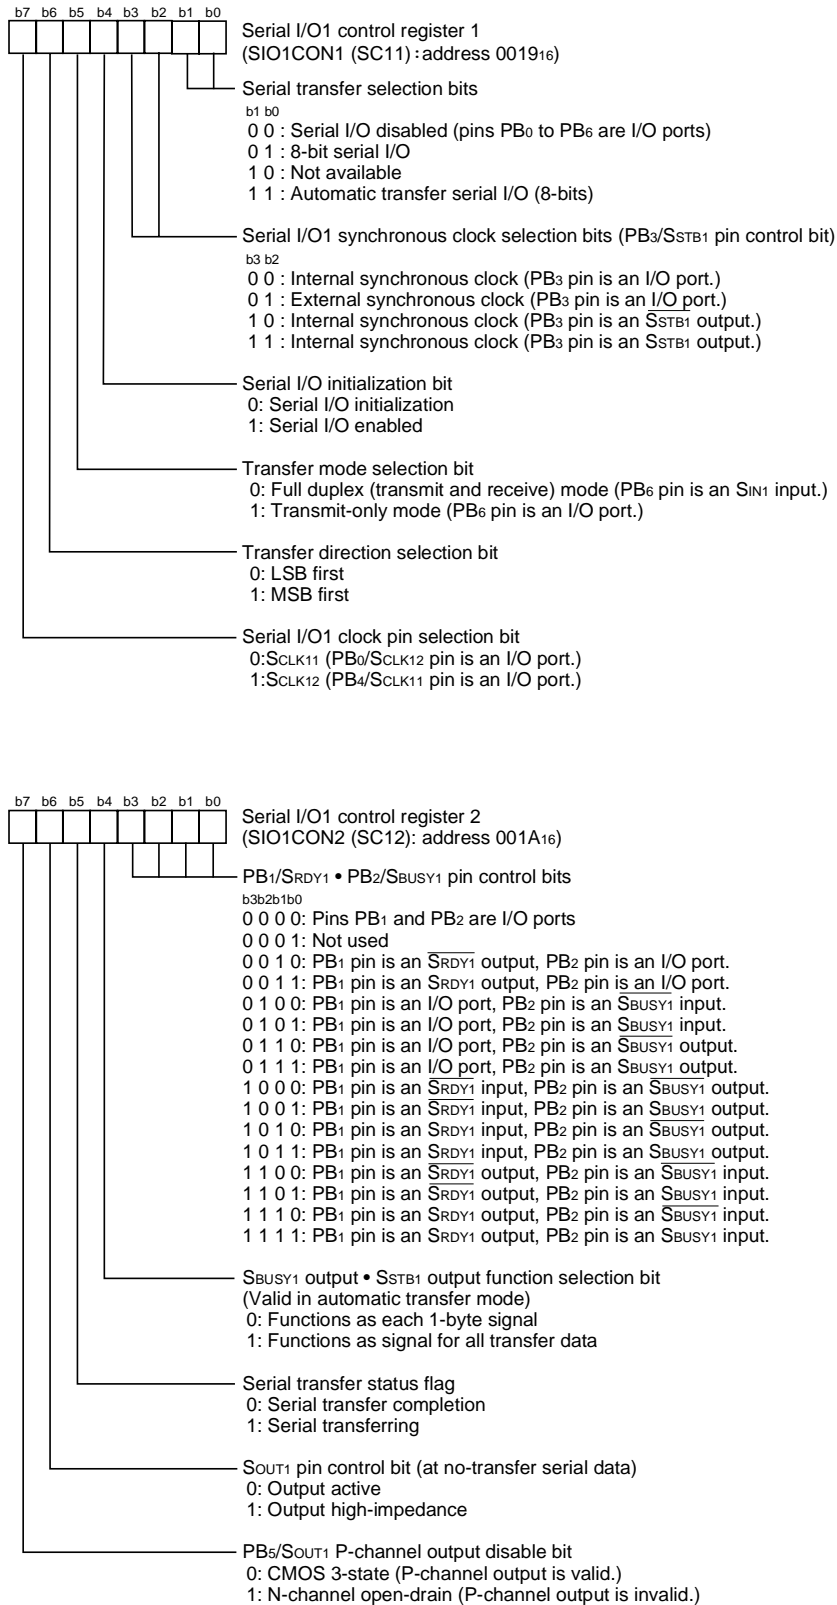 b7 b6 b5 b4 b3 b2 b1 b0
Serial I/O1 control register 1
(SIO1CON1 (SC11) : address 001916)
Serial transfer selection bits
b1 b0
0 0 : Serial I/O disabled (pins PB0 to PB6 are I/O ports)
0 1 : 8-bit serial I/O
1 0 : Not available
1 1 : Automatic transfer serial I/O (8-bits)
Serial I/O1 synchronous clock selection bits (PB3/SSTB1 pin control bit)
b3 b2
0 0 : Internal synchronous clock (PB3 pin is an I/O port.)
0 1 : External synchronous clock (PB3 pin is an I/O port.)
1 0 : Internal synchronous clock (PB3 pin is an S̅S̅T̅B̅1̅ output.)
1 1 : Internal synchronous clock (PB3 pin is an SSTB1 output.)
Serial I/O initialization bit
0: Serial I/O initialization
1: Serial I/O enabled
Transfer mode selection bit
0: Full duplex (transmit and receive) mode (PB6 pin is an SIN1 input.)
1: Transmit-only mode (PB6 pin is an I/O port.)
Transfer direction selection bit
0: LSB first
1: MSB first
Serial I/O1 clock pin selection bit
0:SCLK11 (PB0/SCLK12 pin is an I/O port.)
1:SCLK12 (PB4/SCLK11 pin is an I/O port.)
b7 b6 b5 b4 b3 b2 b1 b0
Serial I/O1 control register 2
(SIO1CON2 (SC12): address 001A16)
PB1/SRDY1 • PB2/SBUSY1 pin control bits
b3b2b1b0
0 0 0 0: Pins PB1 and PB2 are I/O ports
0 0 0 1: Not used
0 0 1 0: PB1 pin is an S̅R̅D̅Y̅1̅ output, PB2 pin is an I/O port.
0 0 1 1: PB1 pin is an SRDY1 output, PB2 pin is an I/O port.
0 1 0 0: PB1 pin is an I/O port, PB2 pin is an S̅B̅U̅S̅Y̅1̅ input.
0 1 0 1: PB1 pin is an I/O port, PB2 pin is an SBUSY1 input.
0 1 1 0: PB1 pin is an I/O port, PB2 pin is an S̅B̅U̅S̅Y̅1̅ output.
0 1 1 1: PB1 pin is an I/O port, PB2 pin is an SBUSY1 output.
1 0 0 0: PB1 pin is an S̅R̅D̅Y̅1̅ input, PB2 pin is an S̅B̅U̅S̅Y̅1̅ output.
1 0 0 1: PB1 pin is an S̅R̅D̅Y̅1̅ input, PB2 pin is an SBUSY1 output.
1 0 1 0: PB1 pin is an SRDY1 input, PB2 pin is an S̅B̅U̅S̅Y̅1̅ output.
1 0 1 1: PB1 pin is an SRDY1 input, PB2 pin is an SBUSY1 output.
1 1 0 0: PB1 pin is an S̅R̅D̅Y̅1̅ output, PB2 pin is an S̅B̅U̅S̅Y̅1̅ input.
1 1 0 1: PB1 pin is an S̅R̅D̅Y̅1̅ output, PB2 pin is an SBUSY1 input.
1 1 1 0: PB1 pin is an SRDY1 output, PB2 pin is an S̅B̅U̅S̅Y̅1̅ input.
1 1 1 1: PB1 pin is an SRDY1 output, PB2 pin is an SBUSY1 input.
SBUSY1 output • SSTB1 output function selection bit
(Valid in automatic transfer mode)
0: Functions as each 1-byte signal
1: Functions as signal for all transfer data
Serial transfer status flag
0: Serial transfer completion
1: Serial transferring
SOUT1 pin control bit (at no-transfer serial data)
0: Output active
1: Output high-impedance
PB5/SOUT1 P-channel output disable bit
0: CMOS 3-state (P-channel output is valid.)
1: N-channel open-drain (P-channel output is invalid.)